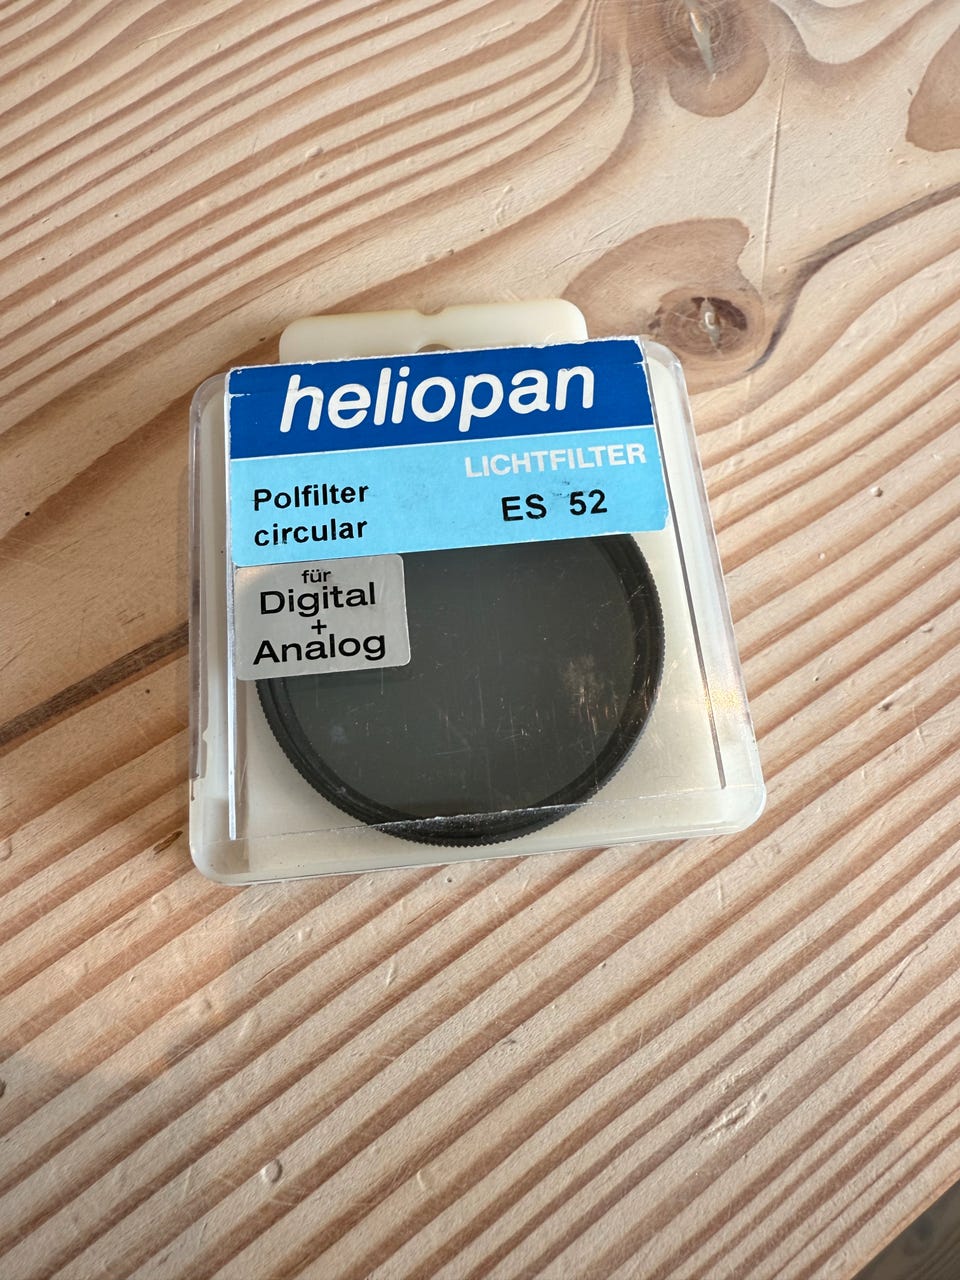 heliopan
LICHTFILTER
Polfilter
circular
ES 52
für
Digital
+
Analog